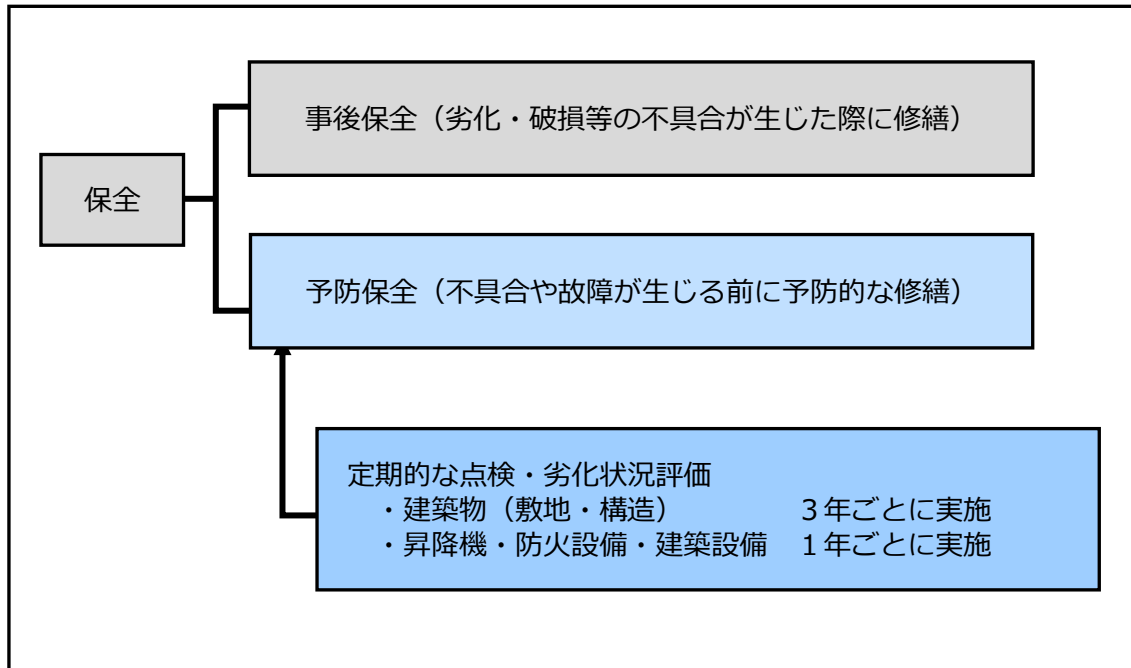 事後保全（劣化・破損等の不具合が生じた際に修繕）
保全
予防保全（不具合や故障が生じる前に予防的な修繕）
定期的な点検・劣化状況評価
・建築物（敷地・構造）　　　　　３年ごとに実施
・昇降機・防火設備・建築設備　１年ごとに実施